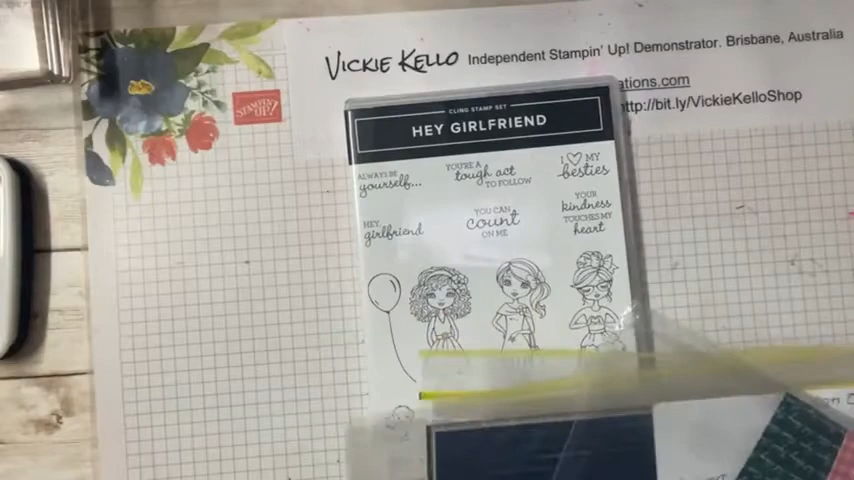 VICKIE KELLO Independent Stampin' Up! Demonstrator. Brisbane, Australia
ations.com
http://bit.ly/VickieKelloShop
STAMPIN' UP!
CLING STAMP SET
HEY GIRLFRIEND
ALWAYS BE
yourself...
YOU'RE A
tough act
TO FOLLOW
I ♡ MY
besties
HEY,
girlfriend
YOU CAN
count
ON ME
YOUR
kindness
TOUCHES MY
heart